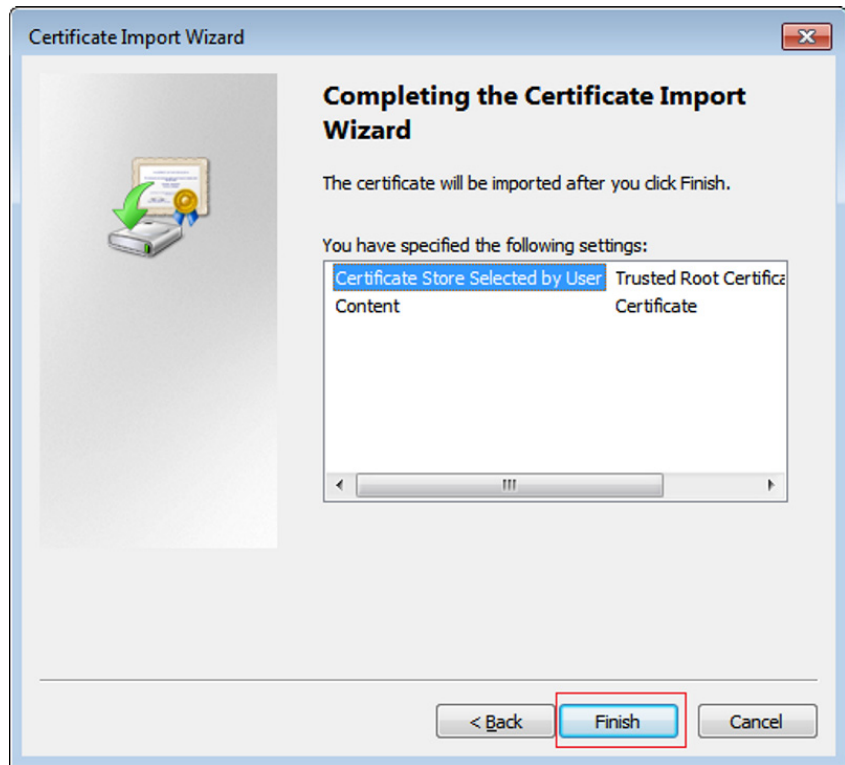 Certificate Import Wizard
Completing the Certificate Import
Wizard
The certificate will be imported after you click Finish.
You have specified the following settings:
Certificate Store Selected by User Trusted Root Certifica
Content Certificate
< Back Finish Cancel